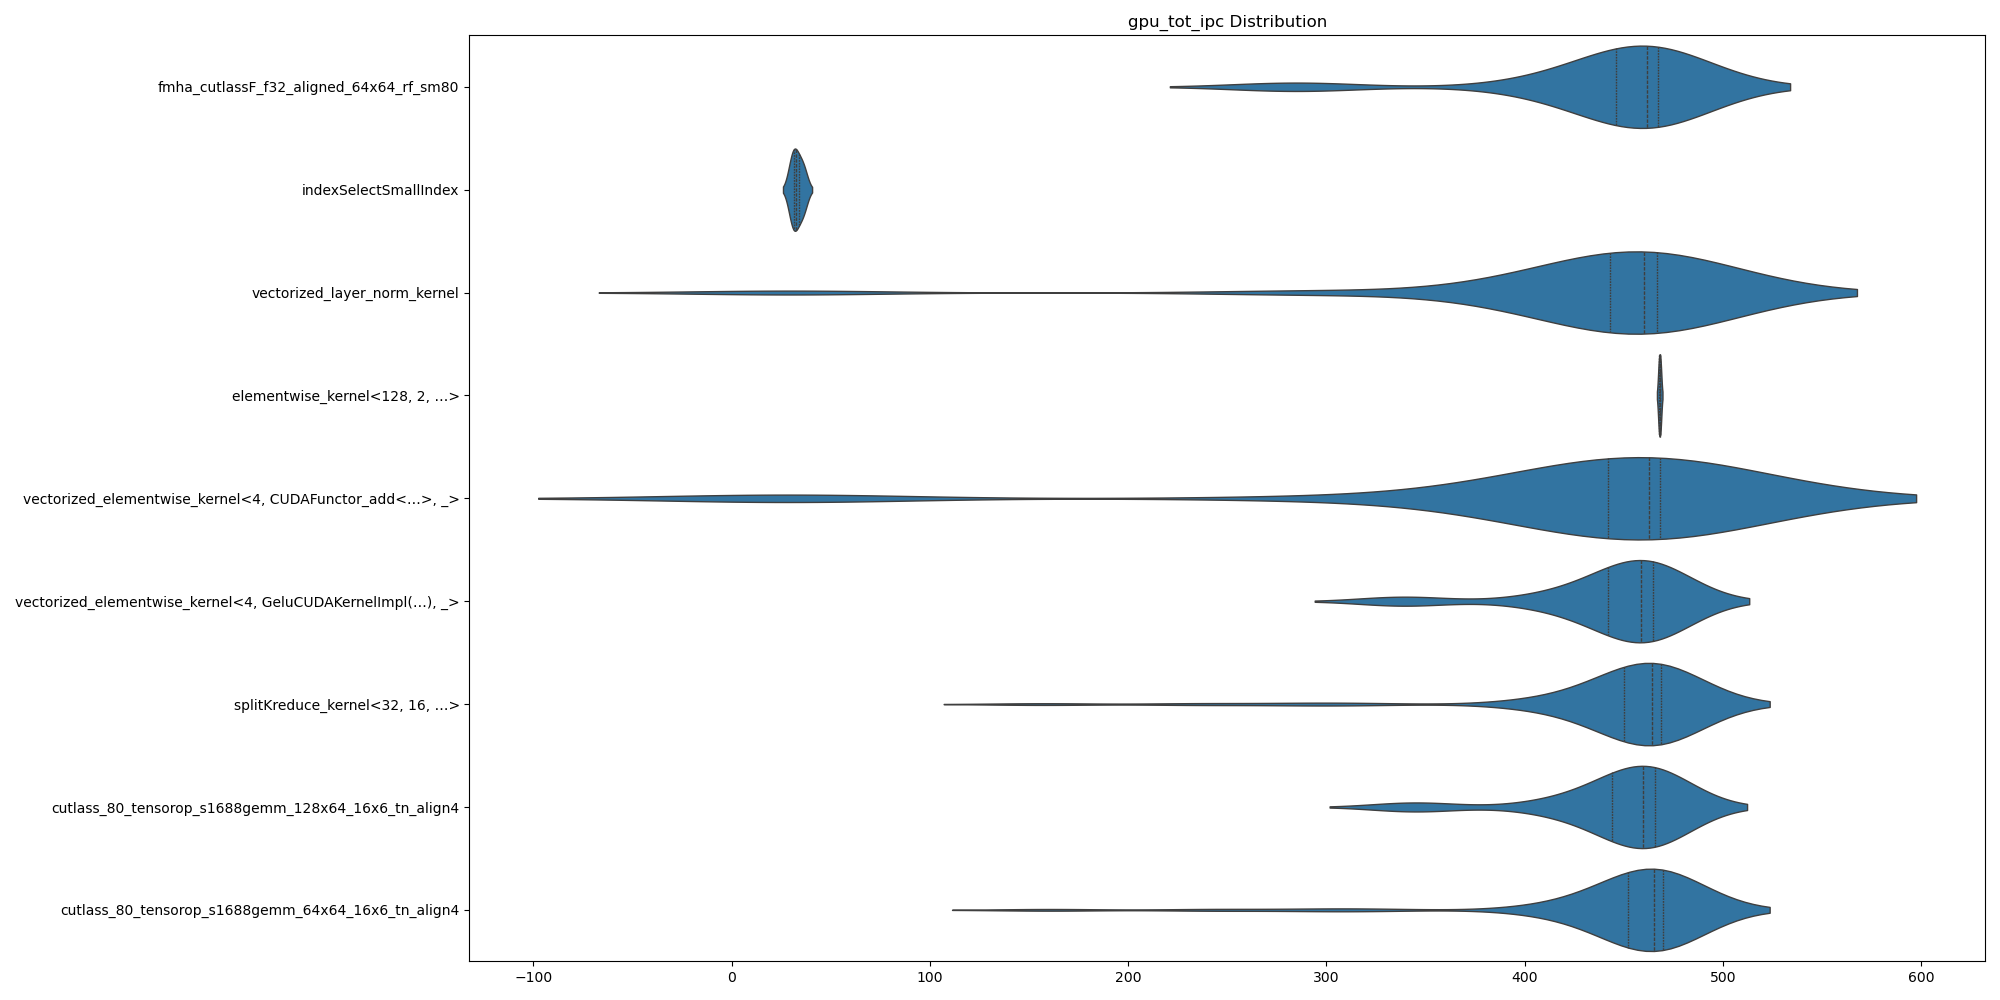 gpu_tot_ipc Distribution
fmha_cutlassF_f32_aligned_64x64_rf_sm80
indexSelectSmallIndex
vectorized_layer_norm_kernel
elementwise_kernel<128, 2, ...>
vectorized_elementwise_kernel<4, CUDAFunctor_add<...>, _>
vectorized_elementwise_kernel<4, GeluCUDAKernelImpl(...), _>
splitKreduce_kernel<32, 16, ...>
cutlass_80_tensorop_s1688gemm_128x64_16x6_tn_align4
cutlass_80_tensorop_s1688gemm_64x64_16x6_tn_align4
−100 0 100 200 300 400 500 600